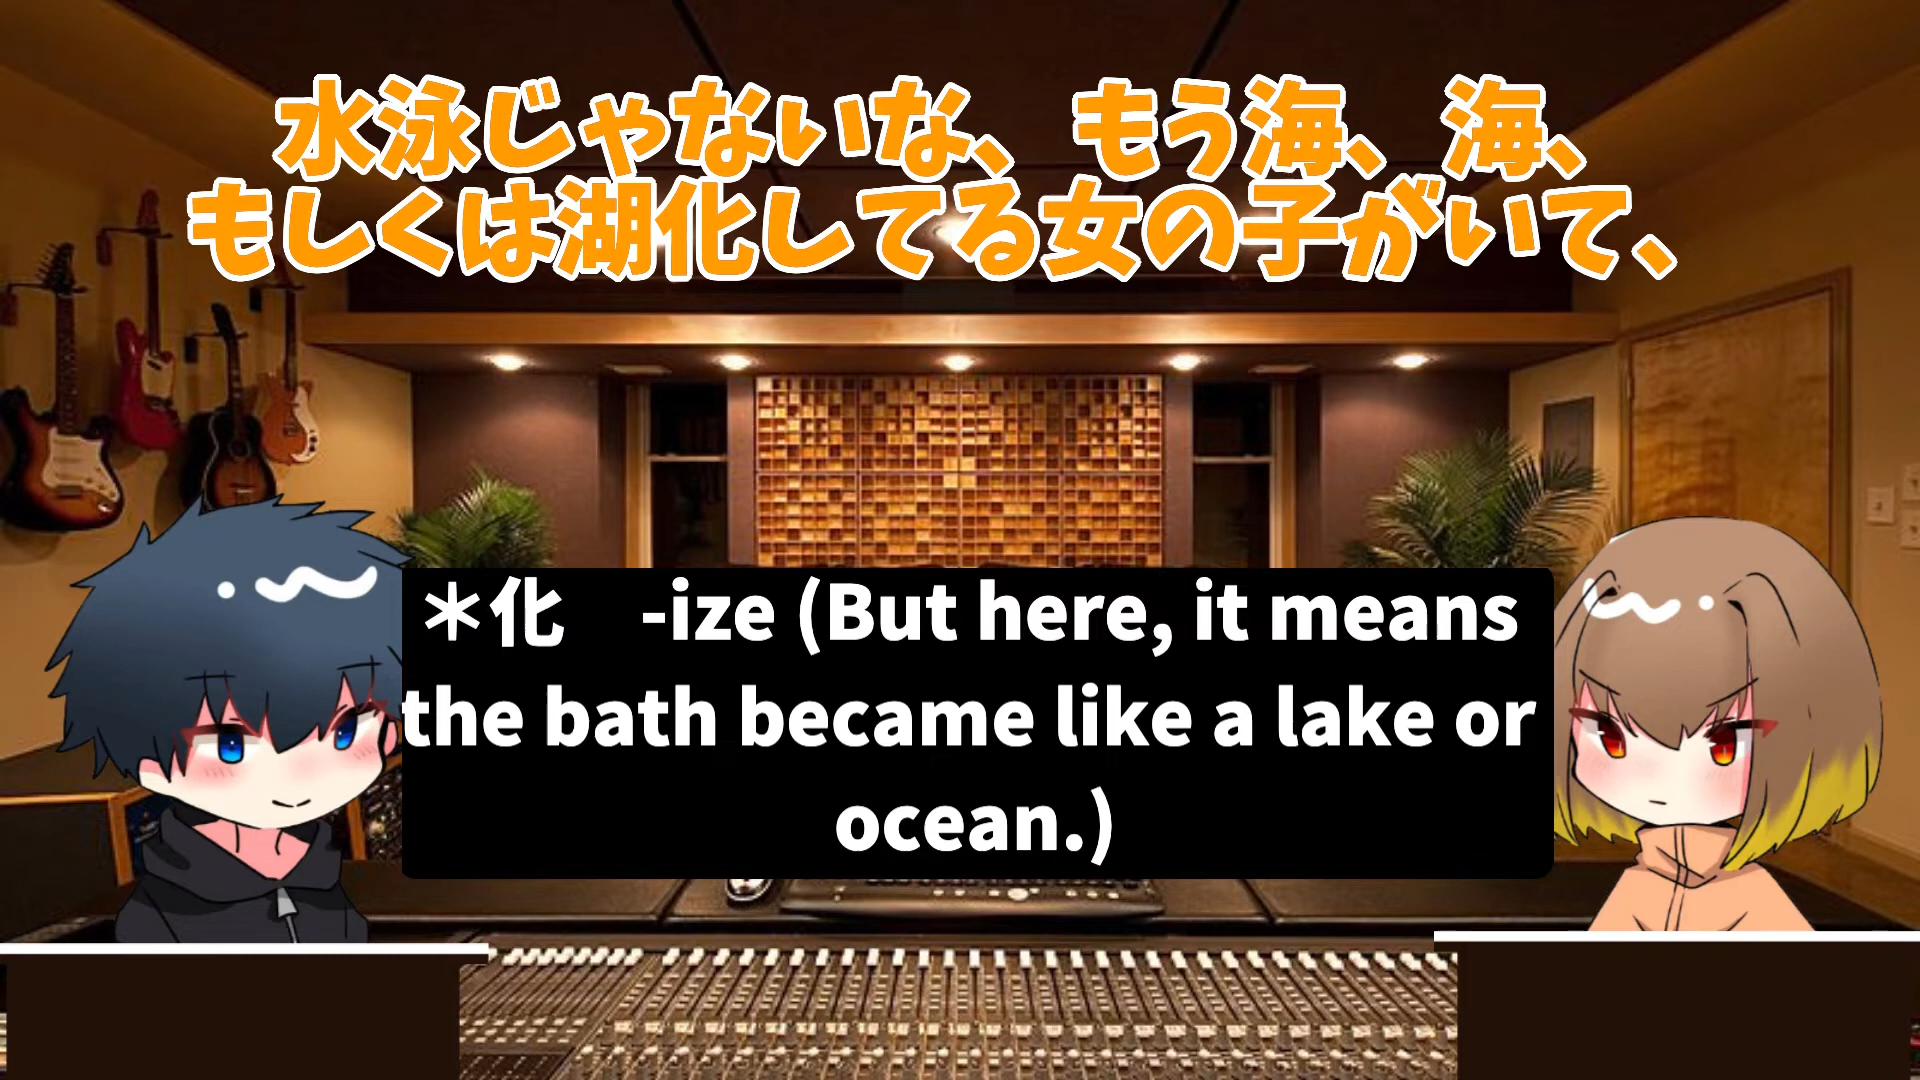 水泳じゃないな、もう海、海、
もしくは湖化してる女の子がいて、
＊化　-ize (But here, it means
the bath became like a lake or
ocean.)